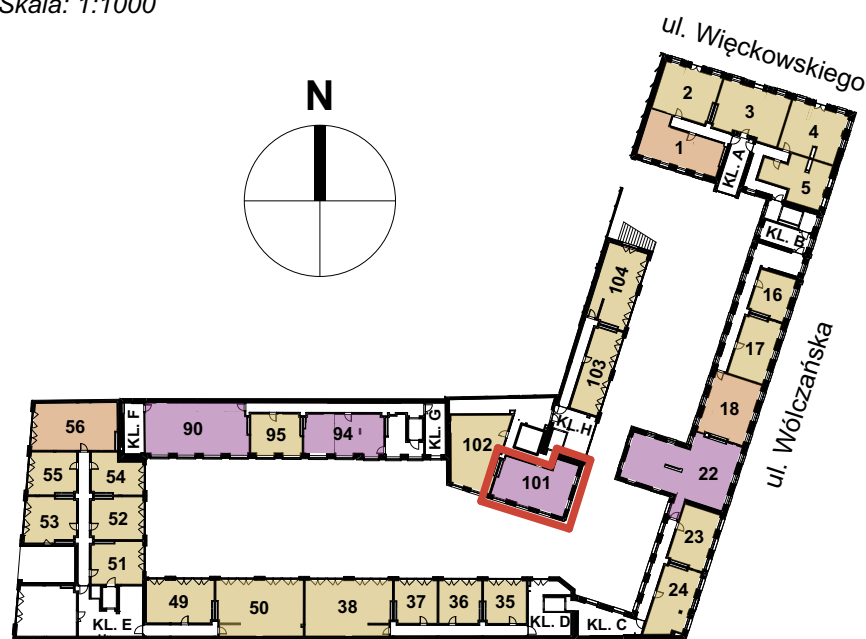 Skala: 1:1000
ul. Więckowskiego
N
2
3
4
1
KL. A
5
KL. B
104
16
17
ul. Wólczańska
103
18
56
KL. F
90
95
94
KL. G
102
KL.H
101
22
55
54
53
52
23
51
24
49
50
38
37
36
35
KL. E
KL. D
KL. C